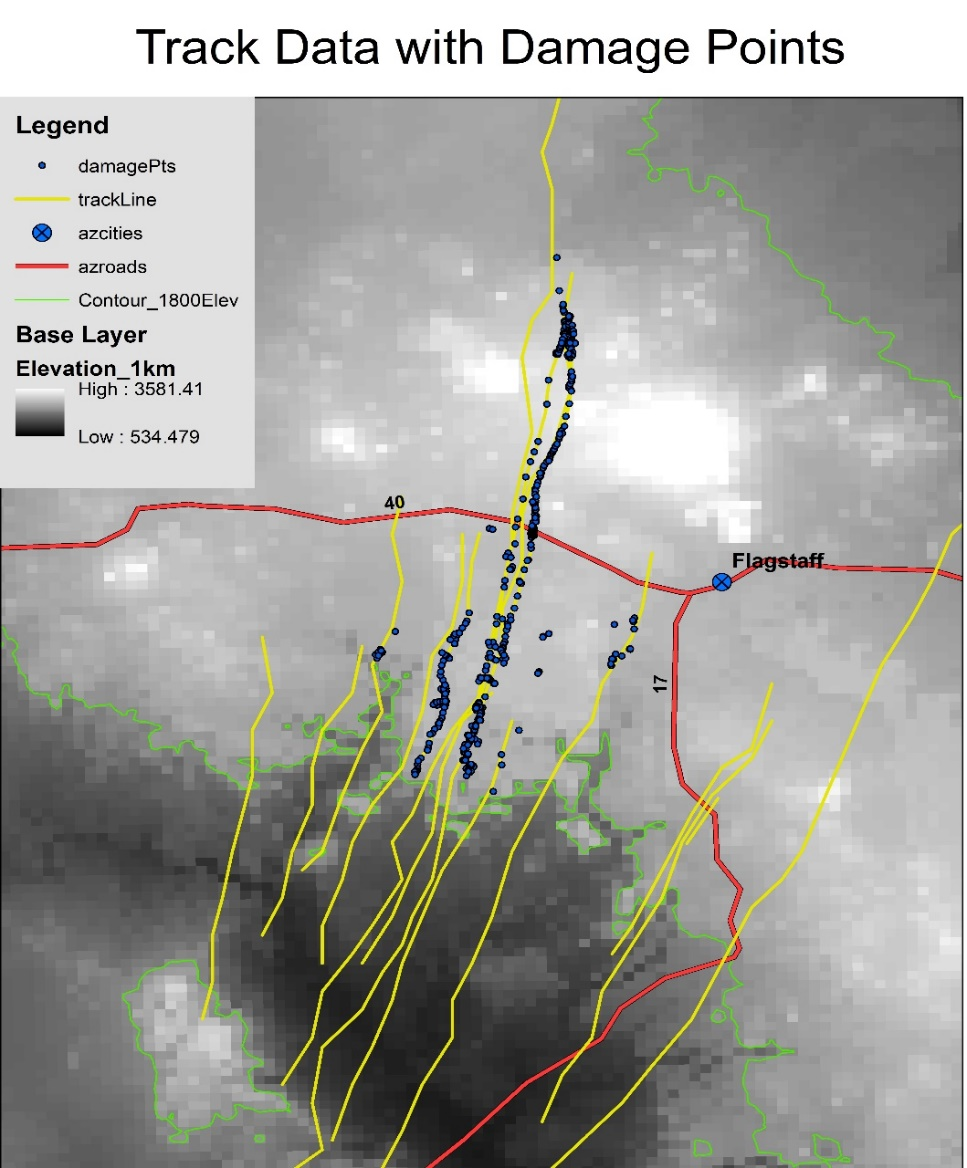 Track Data with Damage Points
Legend
damagePts
trackLine
azcities
azroads
Contour_1800Elev
Base Layer
Elevation_1km
High : 3581.41
Low : 534.479
40
Flagstaff
17